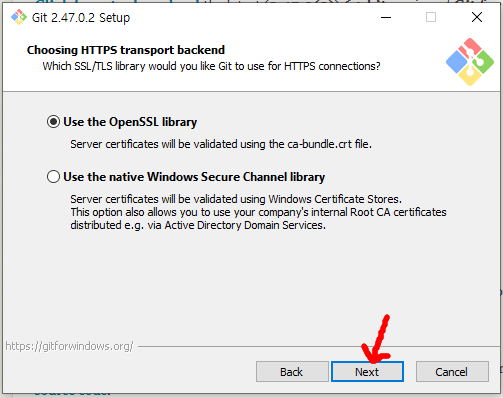 Git 2.47.0.2 Setup
Choosing HTTPS transport backend
Which SSL/TLS library would you like Git to use for HTTPS connections?
Use the OpenSSL library
Server certificates will be validated using the ca-bundle.crt file.
Use the native Windows Secure Channel library
Server certificates will be validated using Windows Certificate Stores.
This option also allows you to use your company's internal Root CA certificates
distributed e.g. via Active Directory Domain Services.
https://gitforwindows.org/
Back
Next
Cancel